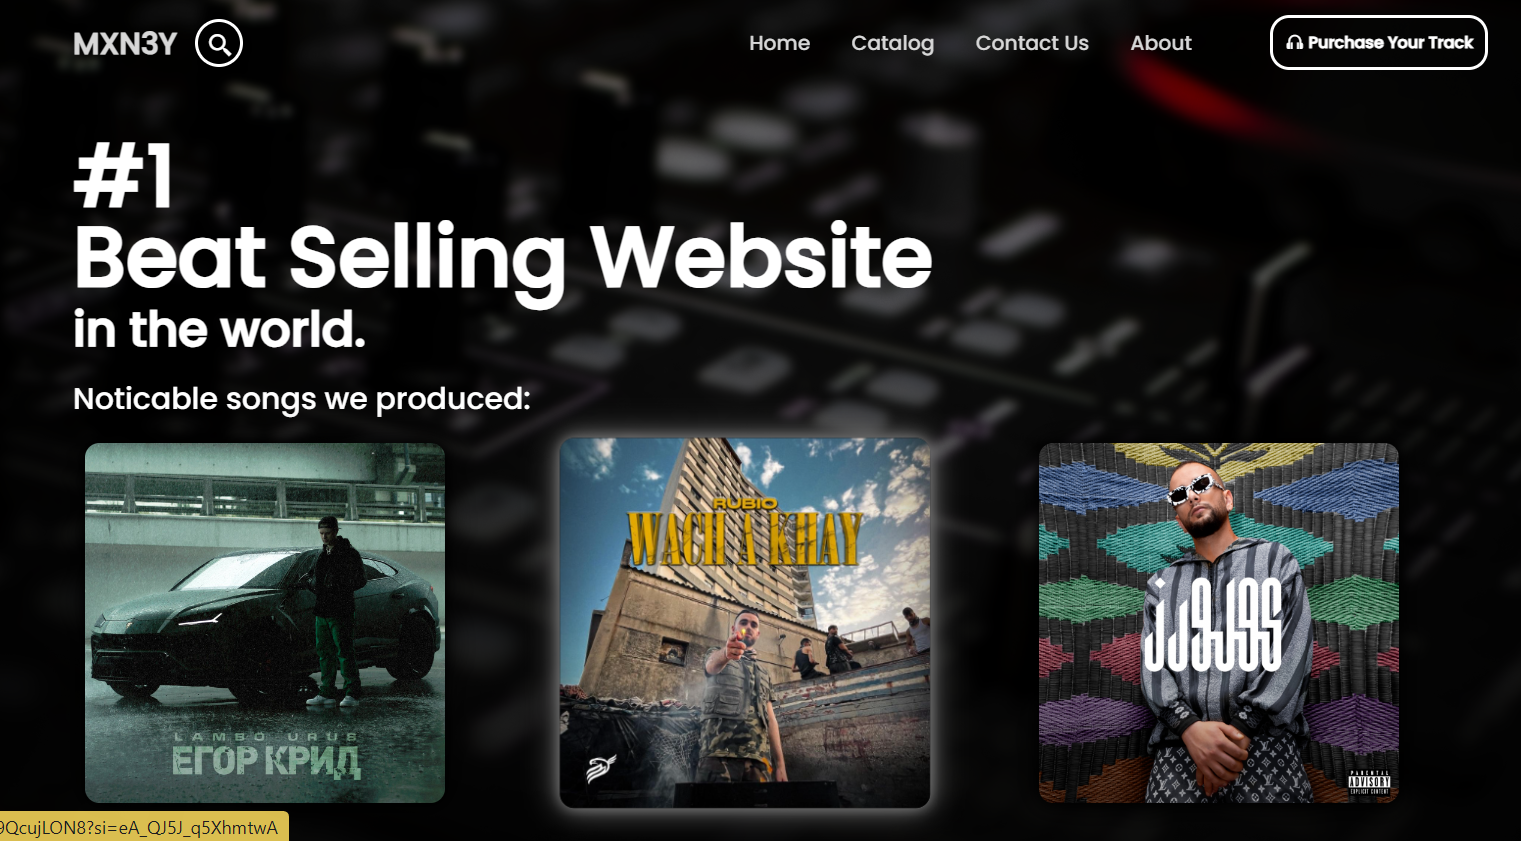 MXN3Y
Home
Catalog
Contact Us
About
Purchase Your Track
#1
Beat Selling Website
in the world.
Noticable songs we produced:
LAMBO URUS
ЕГОР КРИД
RUBIO
WACH A KHAY
PARENTAL
ADVISORY
EXPLICIT CONTENT
9QcujLON8?si=eA_QJ5J_q5XhmtwA